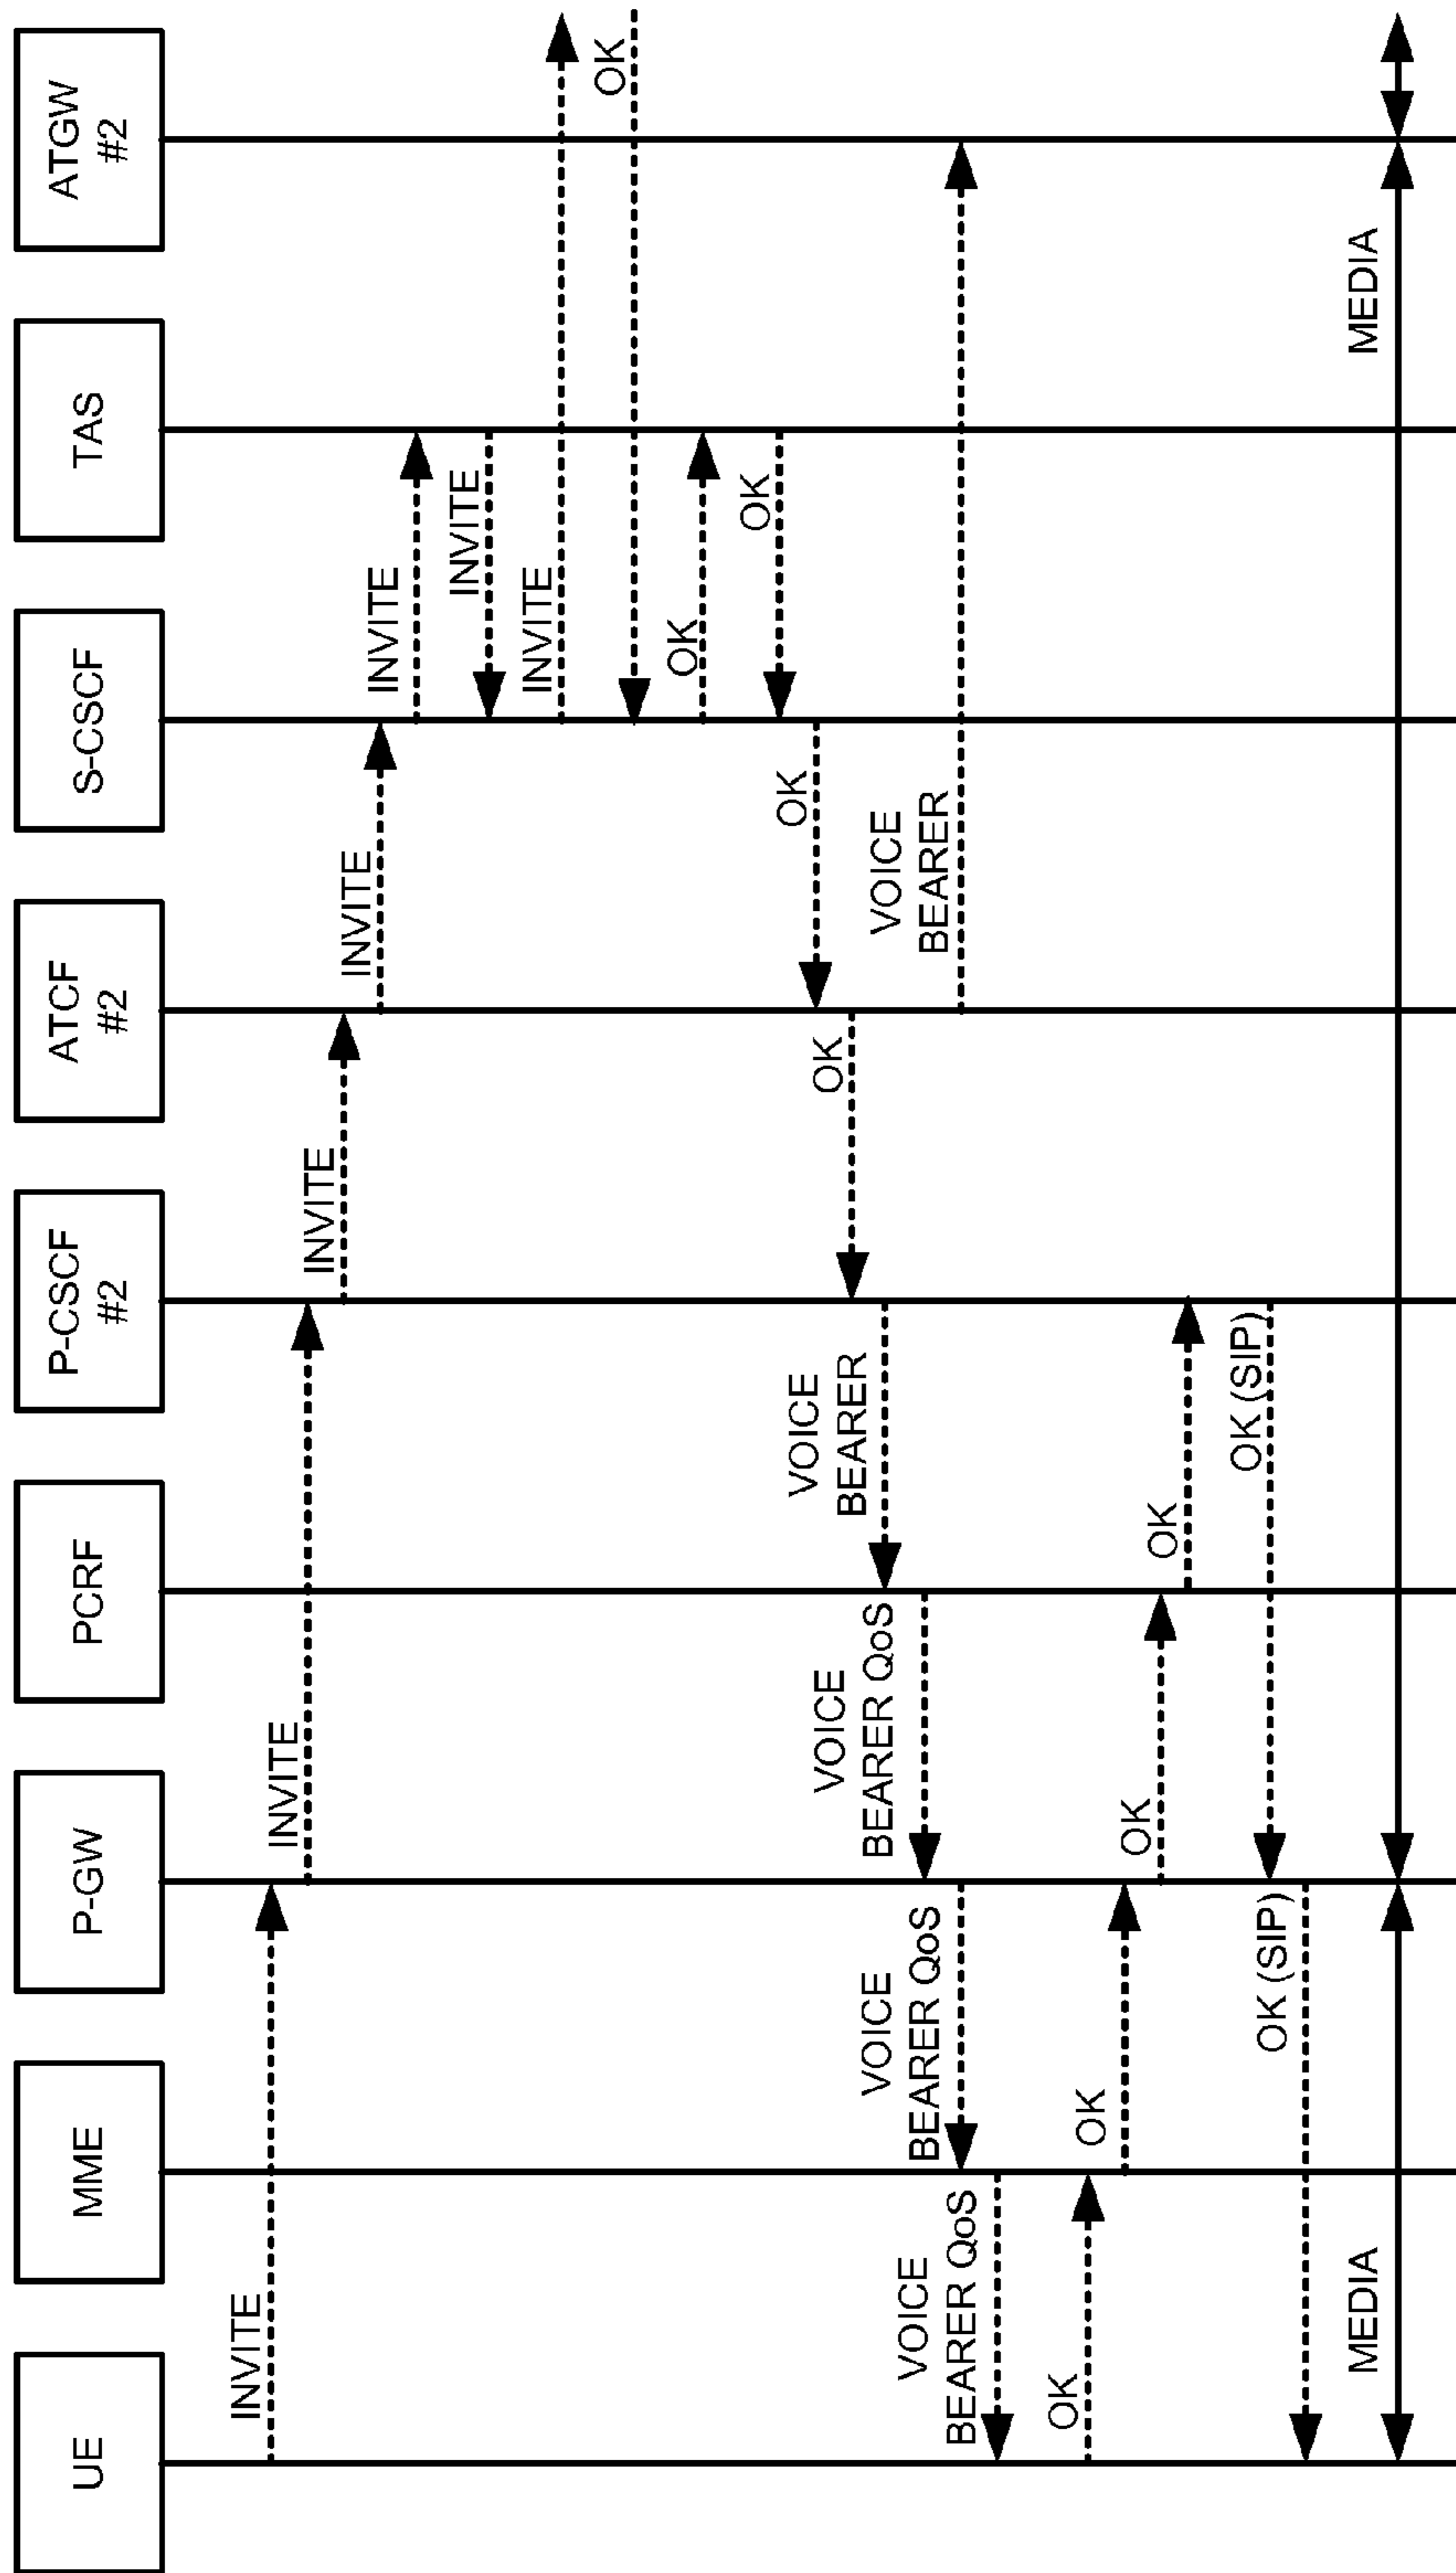 UE
MME
P-GW
PCRF
P-CSCF
#2
ATCF
#2
S-CSCF
TAS
ATGW
#2
INVITE
INVITE
INVITE
INVITE
INVITE
INVITE
INVITE
OK
OK
OK
OK
OK
VOICE
BEARER
VOICE
BEARER QoS
VOICE
BEARER
VOICE
BEARER QoS
VOICE
BEARER QoS
OK
OK
OK
OK
OK (SIP)
OK (SIP)
MEDIA
MEDIA